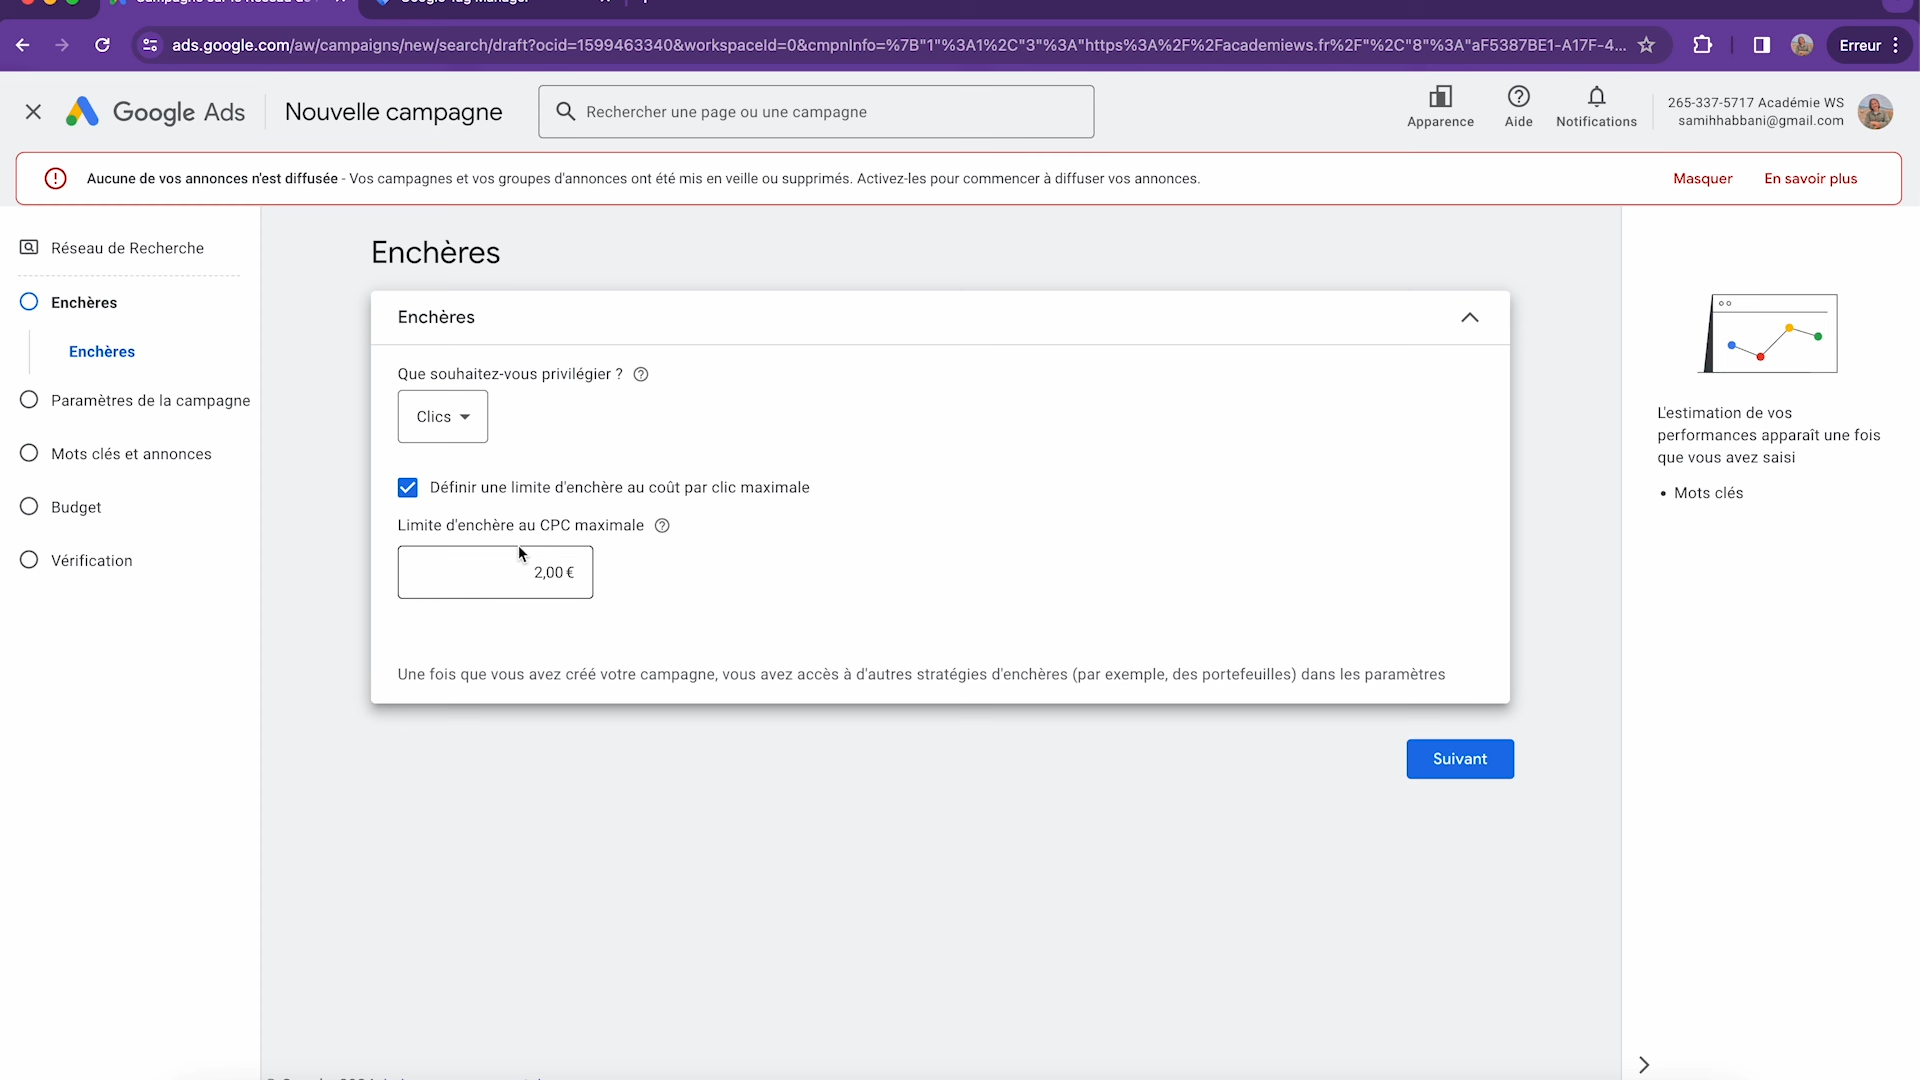 Google Tag Manager
ads.google.com/aw/campaigns/new/search/draft?ocid=1599463340&workspaceId=0&cmpnInfo=%7B"1"%3A1%2C"3"%3A"https%3A%2F%2Facademiews.fr%2F"%2C"8"%3A"aF5387BE1-A17F-4...
Erreur
Google Ads
Nouvelle campagne
Rechercher une page ou une campagne
Apparence
Aide
Notifications
265-337-5717 Académie WS
samihhabbani@gmail.com
Aucune de vos annonces n'est diffusée - Vos campagnes et vos groupes d'annonces ont été mis en veille ou supprimés. Activez-les pour commencer à diffuser vos annonces.
Masquer
En savoir plus
Réseau de Recherche
Enchères
Enchères
Paramètres de la campagne
Mots clés et annonces
Budget
Vérification
Enchères
Enchères
Que souhaitez-vous privilégier ?
Clics
Définir une limite d'enchère au coût par clic maximale
Limite d'enchère au CPC maximale
2,00 €
Une fois que vous avez créé votre campagne, vous avez accès à d'autres stratégies d'enchères (par exemple, des portefeuilles) dans les paramètres
Suivant
L'estimation de vos
performances apparaît une fois
que vous avez saisi
• Mots clés